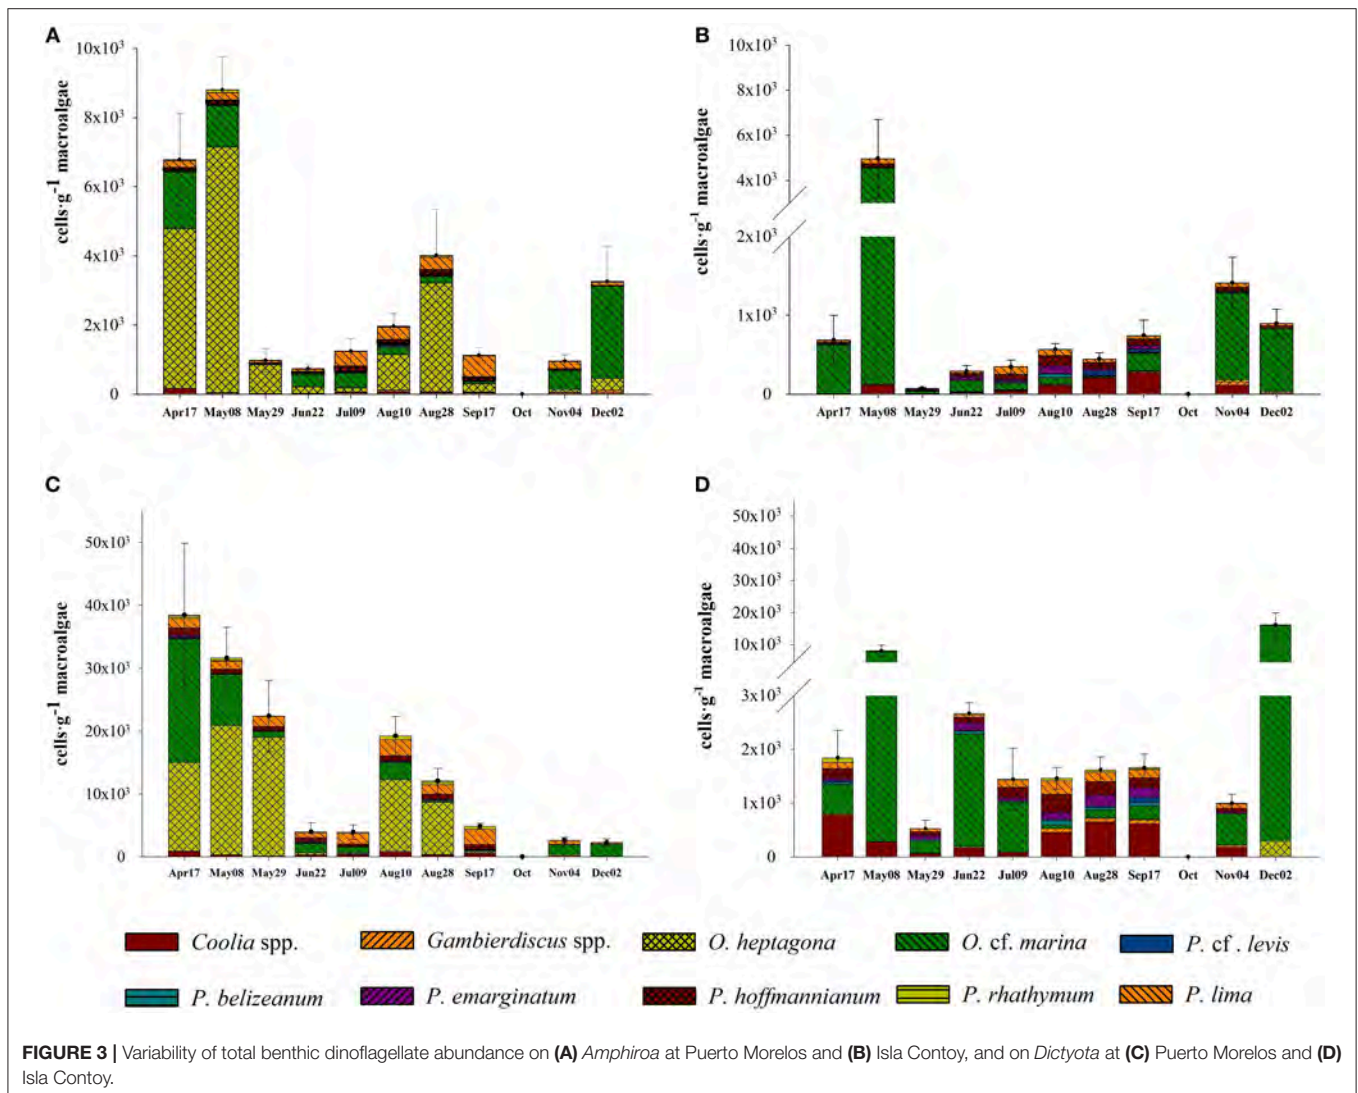 A
cells·g⁻¹ macroalgae
10x10³
8x10³
6x10³
4x10³
2x10³
0
Apr17 May08 May29 Jun22 Jul09 Aug10 Aug28 Sep17 Oct Nov04 Dec02
B
cells·g⁻¹ macroalgae
10x10³
8x10³
6x10³
4x10³
2x10³
1x10³
0
Apr17 May08 May29 Jun22 Jul09 Aug10 Aug28 Sep17 Oct Nov04 Dec02
C
cells·g⁻¹ macroalgae
50x10³
40x10³
30x10³
20x10³
10x10³
0
Apr17 May08 May29 Jun22 Jul09 Aug10 Aug28 Sep17 Oct Nov04 Dec02
D
cells·g⁻¹ macroalgae
50x10³
40x10³
30x10³
20x10³
10x10³
3x10³
2x10³
1x10³
0
Apr17 May08 May29 Jun22 Jul09 Aug10 Aug28 Sep17 Oct Nov04 Dec02
Coolia spp. Gambierdiscus spp. O. heptagona O. cf. marina P. cf . levis
P. belizeanum P. emarginatum P. hoffmannianum P. rhathymum P. lima
FIGURE 3 | Variability of total benthic dinoflagellate abundance on (A) Amphiroa at Puerto Morelos and (B) Isla Contoy, and on Dictyota at (C) Puerto Morelos and (D)
Isla Contoy.